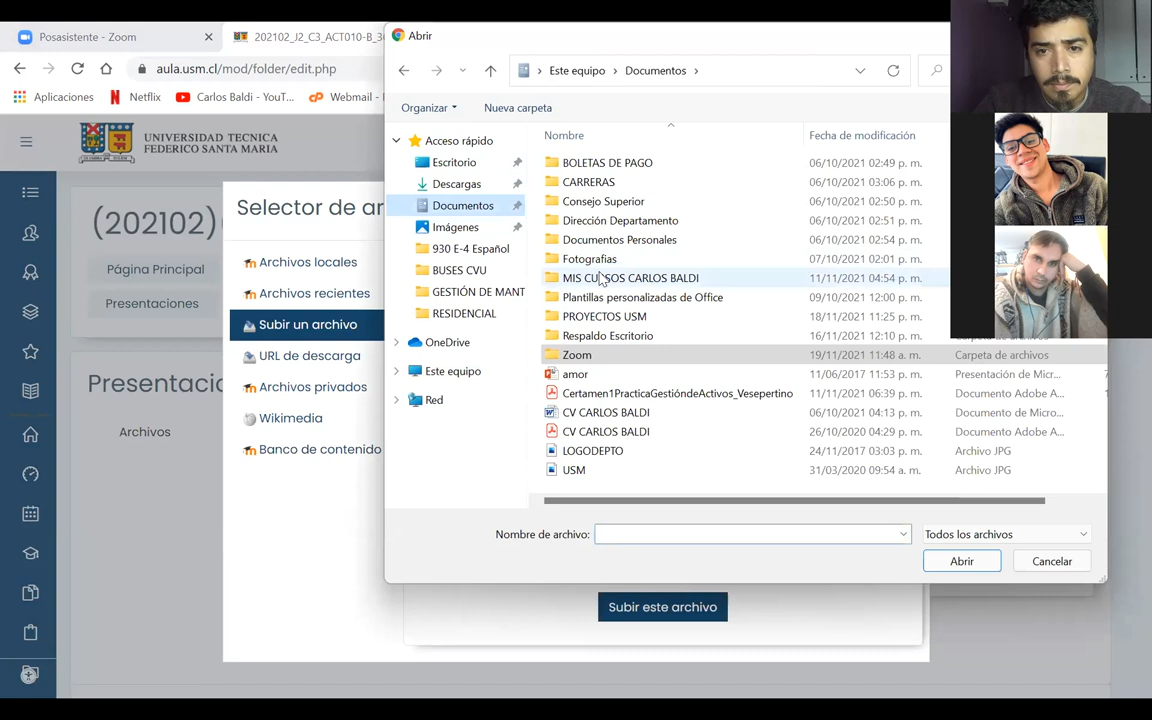 Posasistente - Zoom
202102_J2_C3_ACT010-B_3
aula.usm.cl/mod/folder/edit.php
Aplicaciones
Netflix
Carlos Baldi - YouT...
Webmail -
UNIVERSIDAD TECNICA
FEDERICO SANTA MARIA
(202102)
Página Principal
Presentaciones
Presentacio
Archivos
Selector de ar
Archivos locales
Archivos recientes
Subir un archivo
URL de descarga
Archivos privados
Wikimedia
Banco de contenido
Subir este archivo
Abrir
Este equipo
Documentos
Organizar
Nueva carpeta
Acceso rápido
Escritorio
Descargas
Documentos
Imágenes
930 E-4 Español
BUSES CVU
GESTIÓN DE MANT
RESIDENCIAL
OneDrive
Este equipo
Red
Nombre Fecha de modificación
BOLETAS DE PAGO 06/10/2021 02:49 p. m.
CARRERAS 06/10/2021 03:06 p. m.
Consejo Superior 06/10/2021 02:50 p. m.
Dirección Departamento 06/10/2021 02:51 p. m.
Documentos Personales 06/10/2021 02:54 p. m.
Fotografias 07/10/2021 02:01 p. m.
MIS CURSOS CARLOS BALDI 11/11/2021 04:54 p. m.
Plantillas personalizadas de Office 09/10/2021 12:00 p. m.
PROYECTOS USM 18/11/2021 11:25 p. m.
Respaldo Escritorio 16/11/2021 12:10 p. m.
Zoom 19/11/2021 11:48 a. m. Carpeta de archivos
amor 11/06/2017 11:53 p. m. Presentación de Micr...
Certamen1PracticaGestióndeActivos_Vesepertino 11/11/2021 06:39 p. m. Documento Adobe A...
CV CARLOS BALDI 06/10/2021 04:13 p. m. Documento de Micro...
CV CARLOS BALDI 26/10/2020 04:29 p. m. Documento Adobe A...
LOGODEPTO 24/11/2017 03:03 p. m. Archivo JPG
USM 31/03/2020 09:54 a. m. Archivo JPG
Nombre de archivo:
Todos los archivos
Abrir
Cancelar